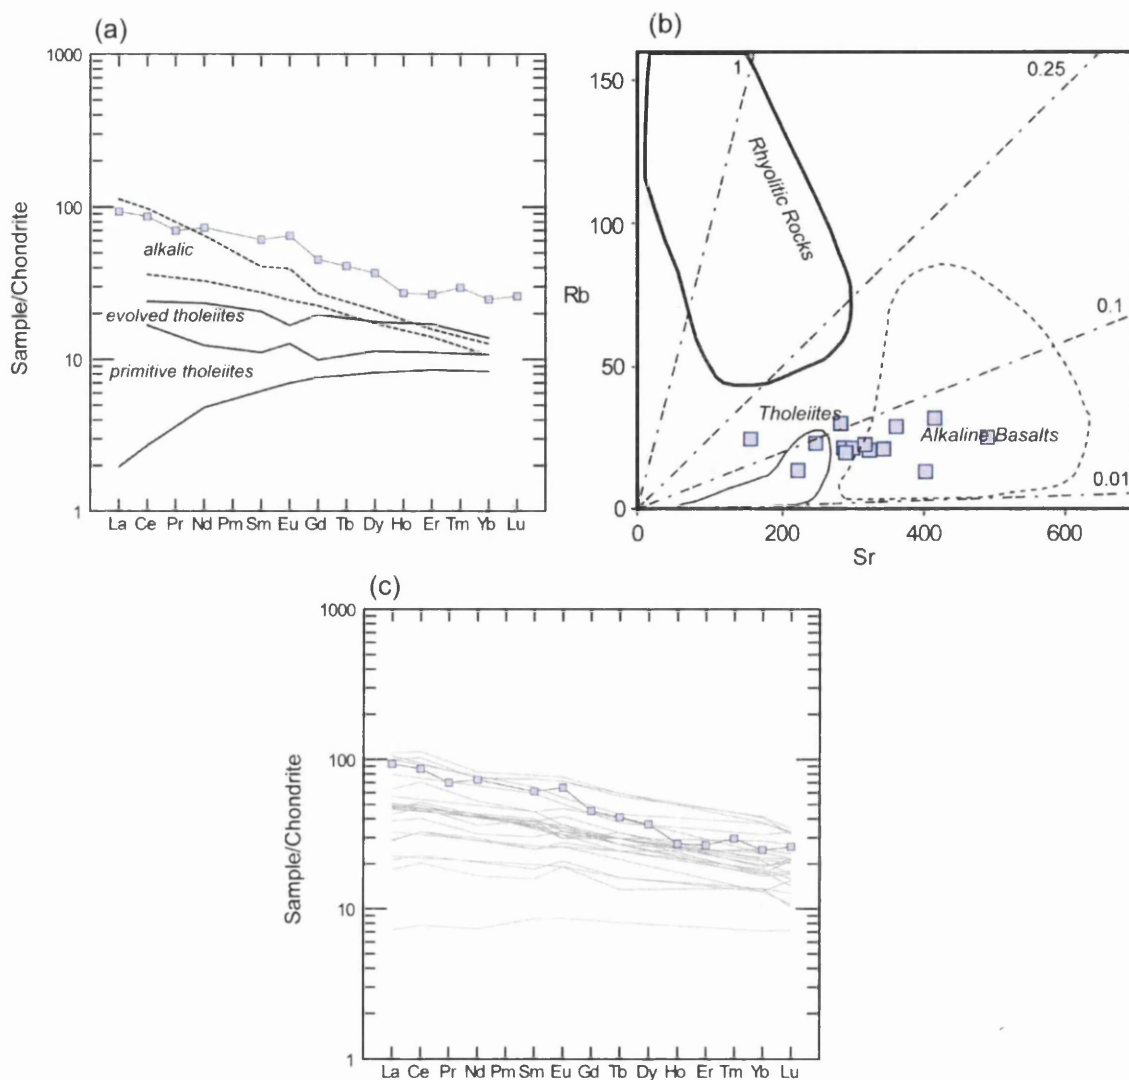 (a)
1000
100
10
1
Sample/Chondrite
alkalic
evolved tholeiites
primitive tholeiites
La Ce Pr Nd Pm Sm Eu Gd Tb Dy Ho Er Tm Yb Lu
(b)
150
100
Rb
50
0
1
0.25
0.1
0.01
Rhyolitic Rocks
Tholeiites
Alkaline Basalts
0 200 400 600
Sr
(c)
1000
100
10
1
Sample/Chondrite
La Ce Pr Nd Pm Sm Eu Gd Tb Dy Ho Er Tm Yb Lu